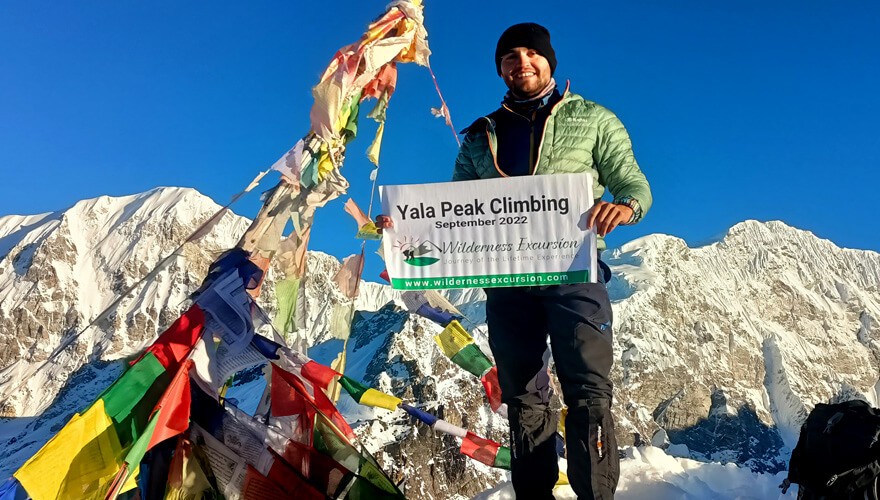 Yala Peak Climbing
September 2022
Wilderness Excursion
Journey of the Lifetime Experience
www.wildernessexcursion.com